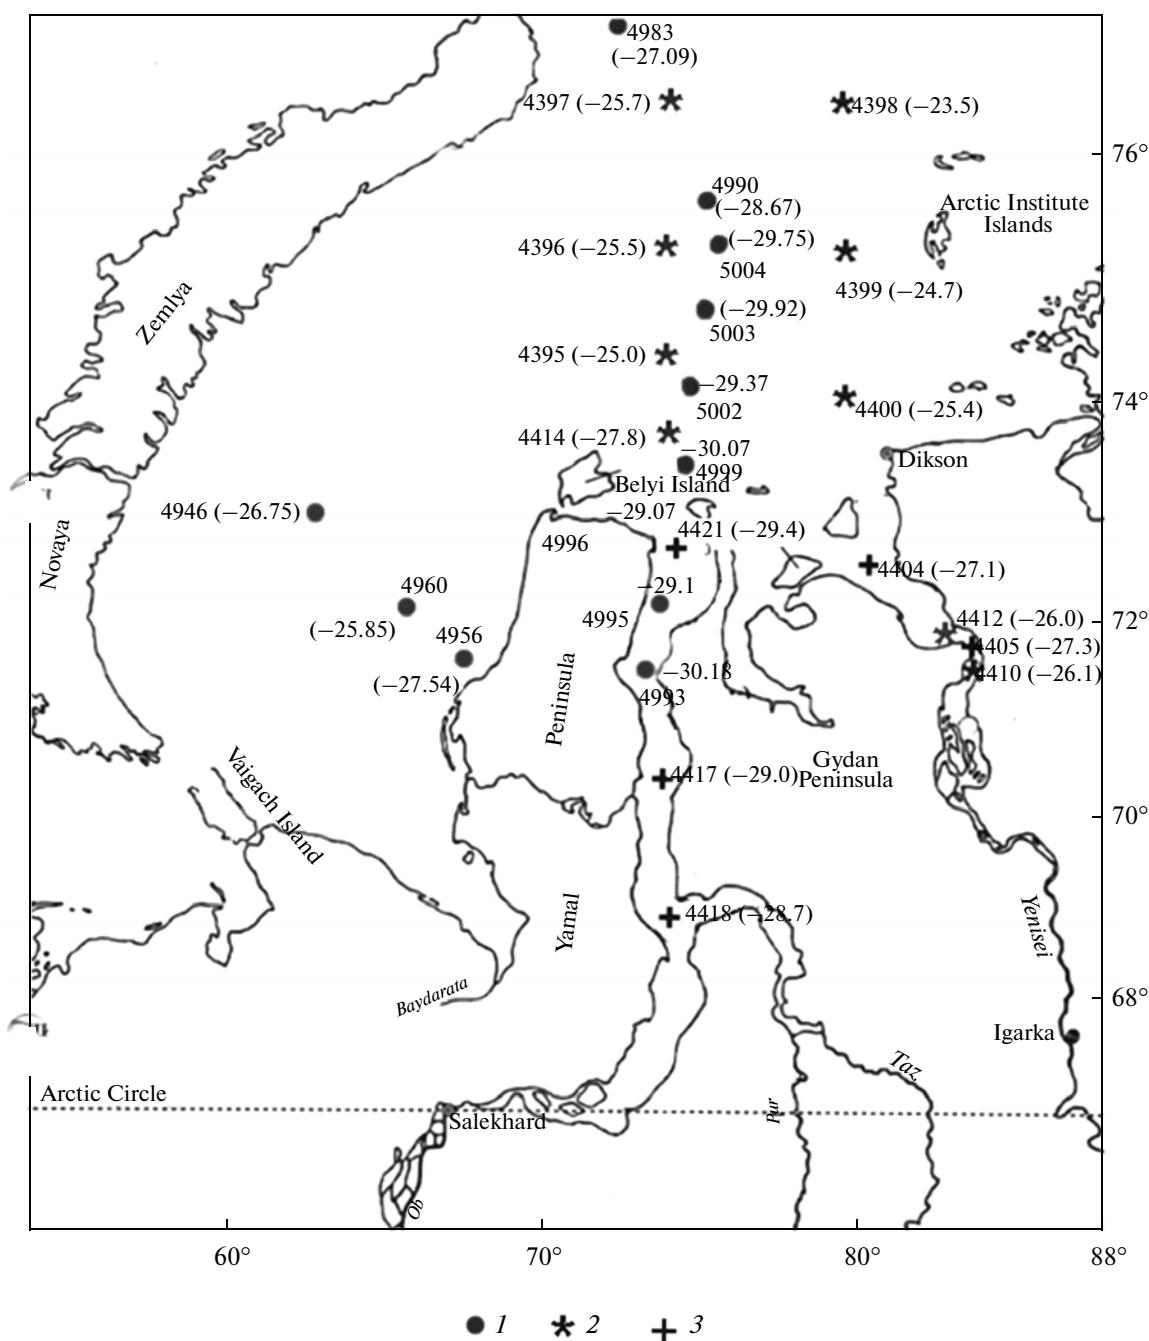 4983
(−27.09)
4397 (−25.7)
4398 (−23.5)
76°
4990
(−28.67)
Arctic Institute
Islands
4396 (−25.5)
(−29.75)
5004
4399 (−24.7)
Zemlya
(−29.92)
5003
4395 (−25.0)
−29.37
5002
74°
4400 (−25.4)
4414 (−27.8)
−30.07
4999
Dikson
Belyi Island
4946 (−26.75)
−29.07
4421 (−29.4)
4996
Novaya
4404 (−27.1)
4960
(−25.85)
−29.1
4995
4412 (−26.0)
72°
4956
(−27.54)
4405 (−27.3)
4410 (−26.1)
−30.18
4993
Peninsula
Vaigach Island
4417 (−29.0)
Gydan
Peninsula
70°
4418 (−28.7)
Yamal
Yenisei
Baydarata
68°
Igarka
Taz
Arctic Circle
Salekhard
Pur
Ob
60°
70°
80°
88°
1
2
3